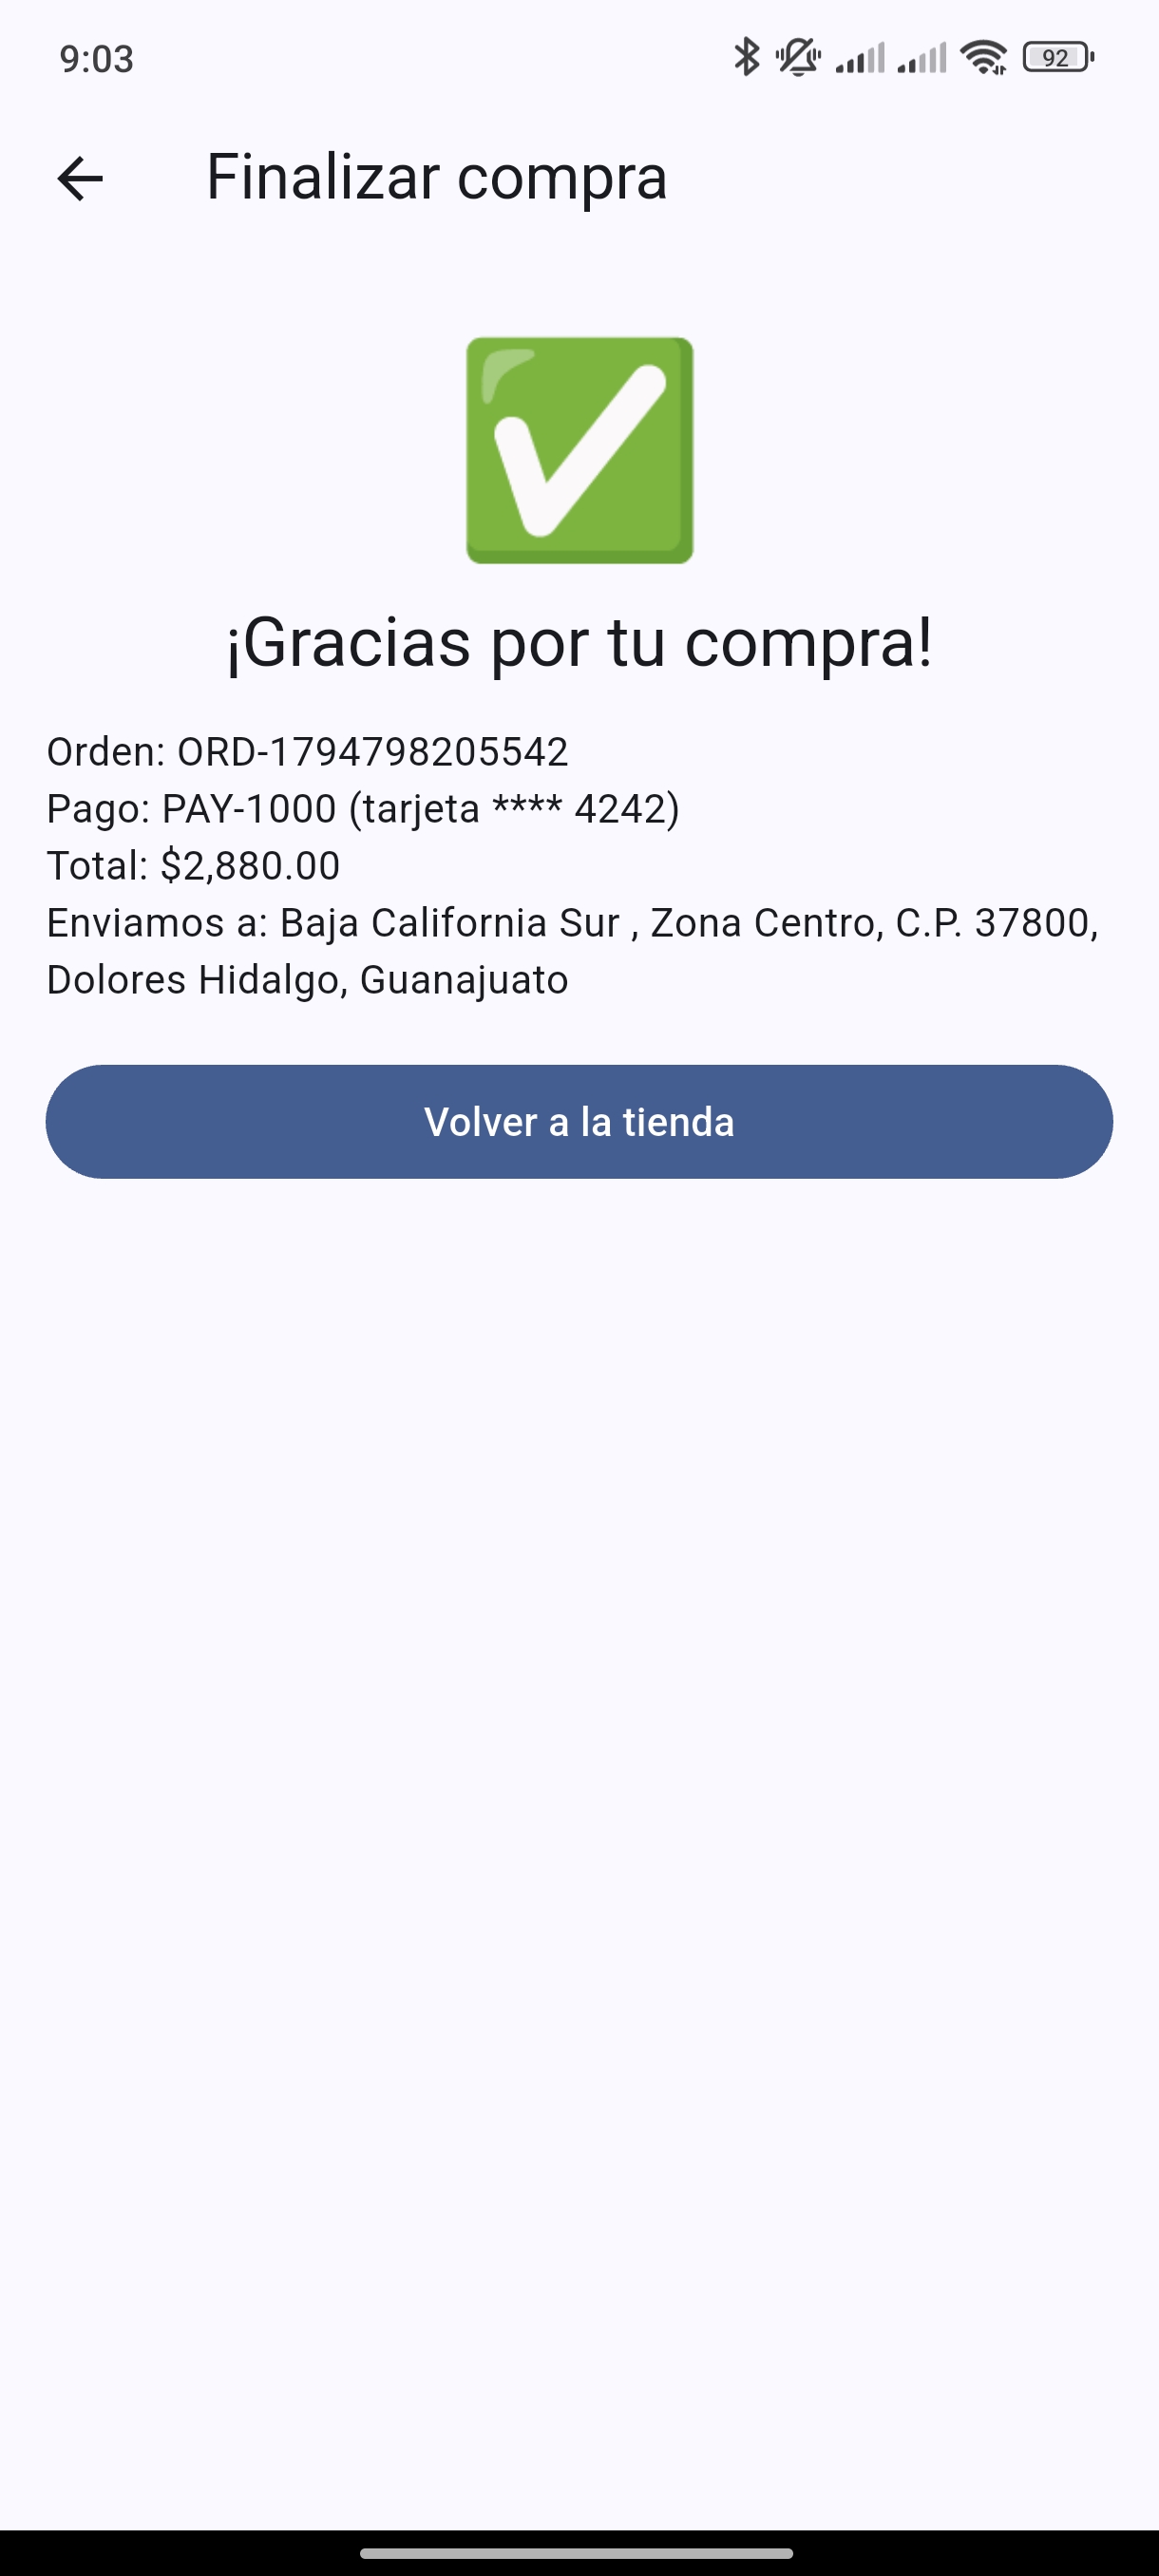 9:03
92
Finalizar compra
¡Gracias por tu compra!
Orden: ORD-1794798205542
Pago: PAY-1000 (tarjeta **** 4242)
Total: $2,880.00
Enviamos a: Baja California Sur , Zona Centro, C.P. 37800,
Dolores Hidalgo, Guanajuato
Volver a la tienda